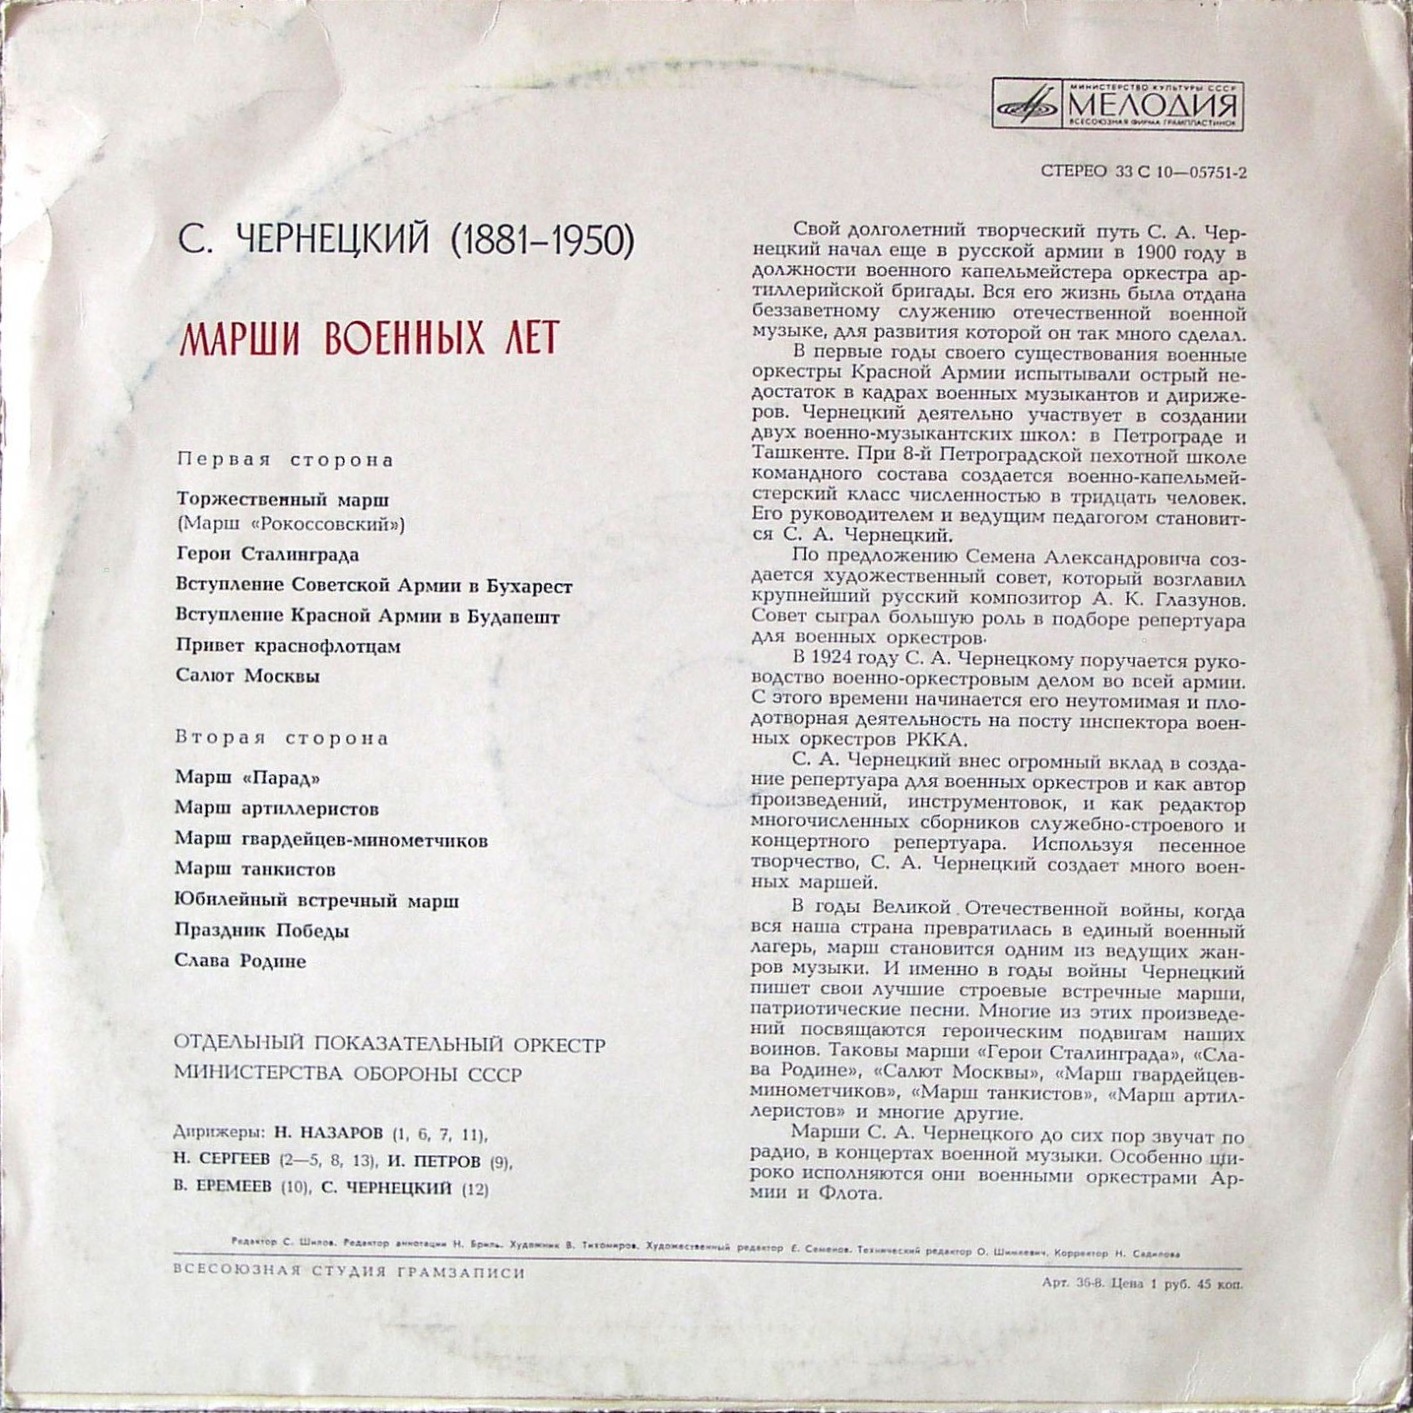 МИНИСТЕРСТВО КУЛЬТУРЫ СССР
МЕЛОДИЯ
ВСЕСОЮЗНАЯ ФИРМА ГРАМПЛАСТИНОК
СТЕРЕО 33 С 10—05751-2
С. ЧЕРНЕЦКИЙ (1881–1950)
МАРШИ ВОЕННЫХ ЛЕТ
Первая сторона
Торжественный марш
(Марш «Рокоссовский»)
Герои Сталинграда
Вступление Советской Армии в Бухарест
Вступление Красной Армии в Будапешт
Привет краснофлотцам
Салют Москвы
Вторая сторона
Марш «Парад»
Марш артиллеристов
Марш гвардейцев-минометчиков
Марш танкистов
Юбилейный встречный марш
Праздник Победы
Слава Родине
ОТДЕЛЬНЫЙ ПОКАЗАТЕЛЬНЫЙ ОРКЕСТР
МИНИСТЕРСТВА ОБОРОНЫ СССР
Дирижеры: Н. НАЗАРОВ (1, 6, 7, 11),
Н. СЕРГЕЕВ (2—5, 8, 13), И. ПЕТРОВ (9),
В. ЕРЕМЕЕВ (10), С. ЧЕРНЕЦКИЙ (12)
Свой долголетний творческий путь С. А. Чер-
нецкий начал еще в русской армии в 1900 году в
должности военного капельмейстера оркестра ар-
тиллерийской бригады. Вся его жизнь была отдана
беззаветному служению отечественной военной
музыке, для развития которой он так много сделал.
В первые годы своего существования военные
оркестры Красной Армии испытывали острый не-
достаток в кадрах военных музыкантов и дириже-
ров. Чернецкий деятельно участвует в создании
двух военно-музыкантских школ: в Петрограде и
Ташкенте. При 8-й Петроградской пехотной школе
командного состава создается военно-капельмей-
стерский класс численностью в тридцать человек.
Его руководителем и ведущим педагогом становит-
ся С. А. Чернецкий.
По предложению Семена Александровича соз-
дается художественный совет, который возглавил
крупнейший русский композитор А. К. Глазунов.
Совет сыграл большую роль в подборе репертуара
для военных оркестров.
В 1924 году С. А. Чернецкому поручается руко-
водство военно-оркестровым делом во всей армии.
С этого времени начинается его неутомимая и пло-
дотворная деятельность на посту инспектора воен-
ных оркестров РККА.
С. А. Чернецкий внес огромный вклад в созда-
ние репертуара для военных оркестров и как автор
произведений, инструментовок, и как редактор
многочисленных сборников служебно-строевого и
концертного репертуара. Используя песенное
творчество, С. А. Чернецкий создает много воен-
ных маршей.
В годы Великой Отечественной войны, когда
вся наша страна превратилась в единый военный
лагерь, марш становится одним из ведущих жан-
ров музыки. И именно в годы войны Чернецкий
пишет свои лучшие строевые встречные марши,
патриотические песни. Многие из этих произведе-
ний посвящаются героическим подвигам наших
воинов. Таковы марши «Герои Сталинграда», «Сла-
ва Родине», «Салют Москвы», «Марш гвардейцев-
минометчиков», «Марш танкистов», «Марш артил-
леристов» и многие другие.
Марши С. А. Чернецкого до сих пор звучат по
радио, в концертах военной музыки. Особенно ши-
роко исполняются они военными оркестрами Ар-
мии и Флота.
Редактор С. Шилов. Редактор аннотации Н. Бриль. Художник В. Тихомиров. Художественный редактор Е. Семенов. Технический редактор О. Шимлевич. Корректор Н. Садилова
ВСЕСОЮЗНАЯ СТУДИЯ ГРАМЗАПИСИ
Арт. 36-8. Цена 1 руб. 45 коп.